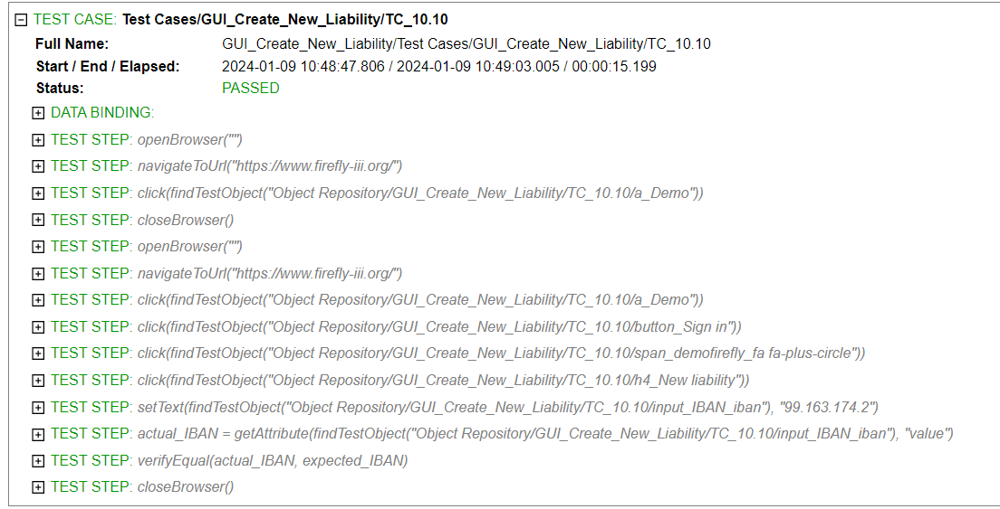 TEST CASE: Test Cases/GUI_Create_New_Liability/TC_10.10
Full Name: GUI_Create_New_Liability/Test Cases/GUI_Create_New_Liability/TC_10.10
Start / End / Elapsed: 2024-01-09 10:48:47.806 / 2024-01-09 10:49:03.005 / 00:00:15.199
Status: PASSED
DATA BINDING:
TEST STEP: openBrowser("")
TEST STEP: navigateToUrl("https://www.firefly-iii.org/")
TEST STEP: click(findTestObject("Object Repository/GUI_Create_New_Liability/TC_10.10/a_Demo"))
TEST STEP: closeBrowser()
TEST STEP: openBrowser("")
TEST STEP: navigateToUrl("https://www.firefly-iii.org/")
TEST STEP: click(findTestObject("Object Repository/GUI_Create_New_Liability/TC_10.10/a_Demo"))
TEST STEP: click(findTestObject("Object Repository/GUI_Create_New_Liability/TC_10.10/button_Sign in"))
TEST STEP: click(findTestObject("Object Repository/GUI_Create_New_Liability/TC_10.10/span_demofirefly_fa fa-plus-circle"))
TEST STEP: click(findTestObject("Object Repository/GUI_Create_New_Liability/TC_10.10/h4_New liability"))
TEST STEP: setText(findTestObject("Object Repository/GUI_Create_New_Liability/TC_10.10/input_IBAN_iban"), "99.163.174.2")
TEST STEP: actual_IBAN = getAttribute(findTestObject("Object Repository/GUI_Create_New_Liability/TC_10.10/input_IBAN_iban"), "value")
TEST STEP: verifyEqual(actual_IBAN, expected_IBAN)
TEST STEP: closeBrowser()